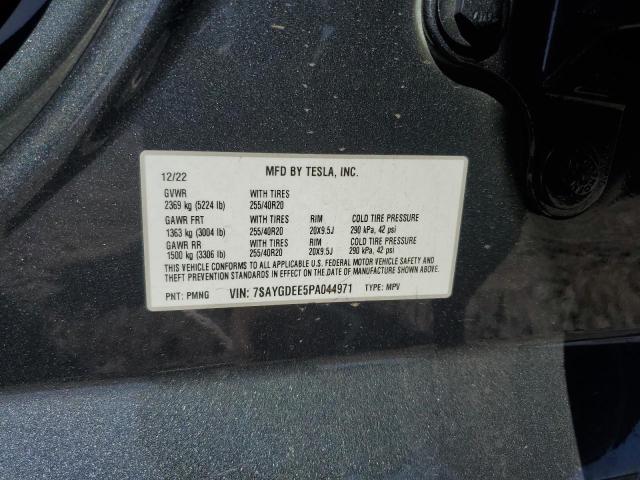 12/22 MFD BY TESLA, INC.
GVWR WITH TIRES
2369 kg (5224 lb) 255/40R20
GAWR FRT WITH TIRES RIM COLD TIRE PRESSURE
1363 kg (3004 lb) 255/40R20 20X9.5J 290 kPa, 42 psi
GAWR RR WITH TIRES RIM COLD TIRE PRESSURE
1500 kg (3306 lb) 255/40R20 20X9.5J 290 kPa, 42 psi
THIS VEHICLE CONFORMS TO ALL APPLICABLE U.S. FEDERAL MOTOR VEHICLE SAFETY AND
THEFT PREVENTION STANDARDS IN EFFECT ON THE DATE OF MANUFACTURE SHOWN ABOVE.
PNT: PMNG VIN: 7SAYGDEE5PA044971 TYPE: MPV